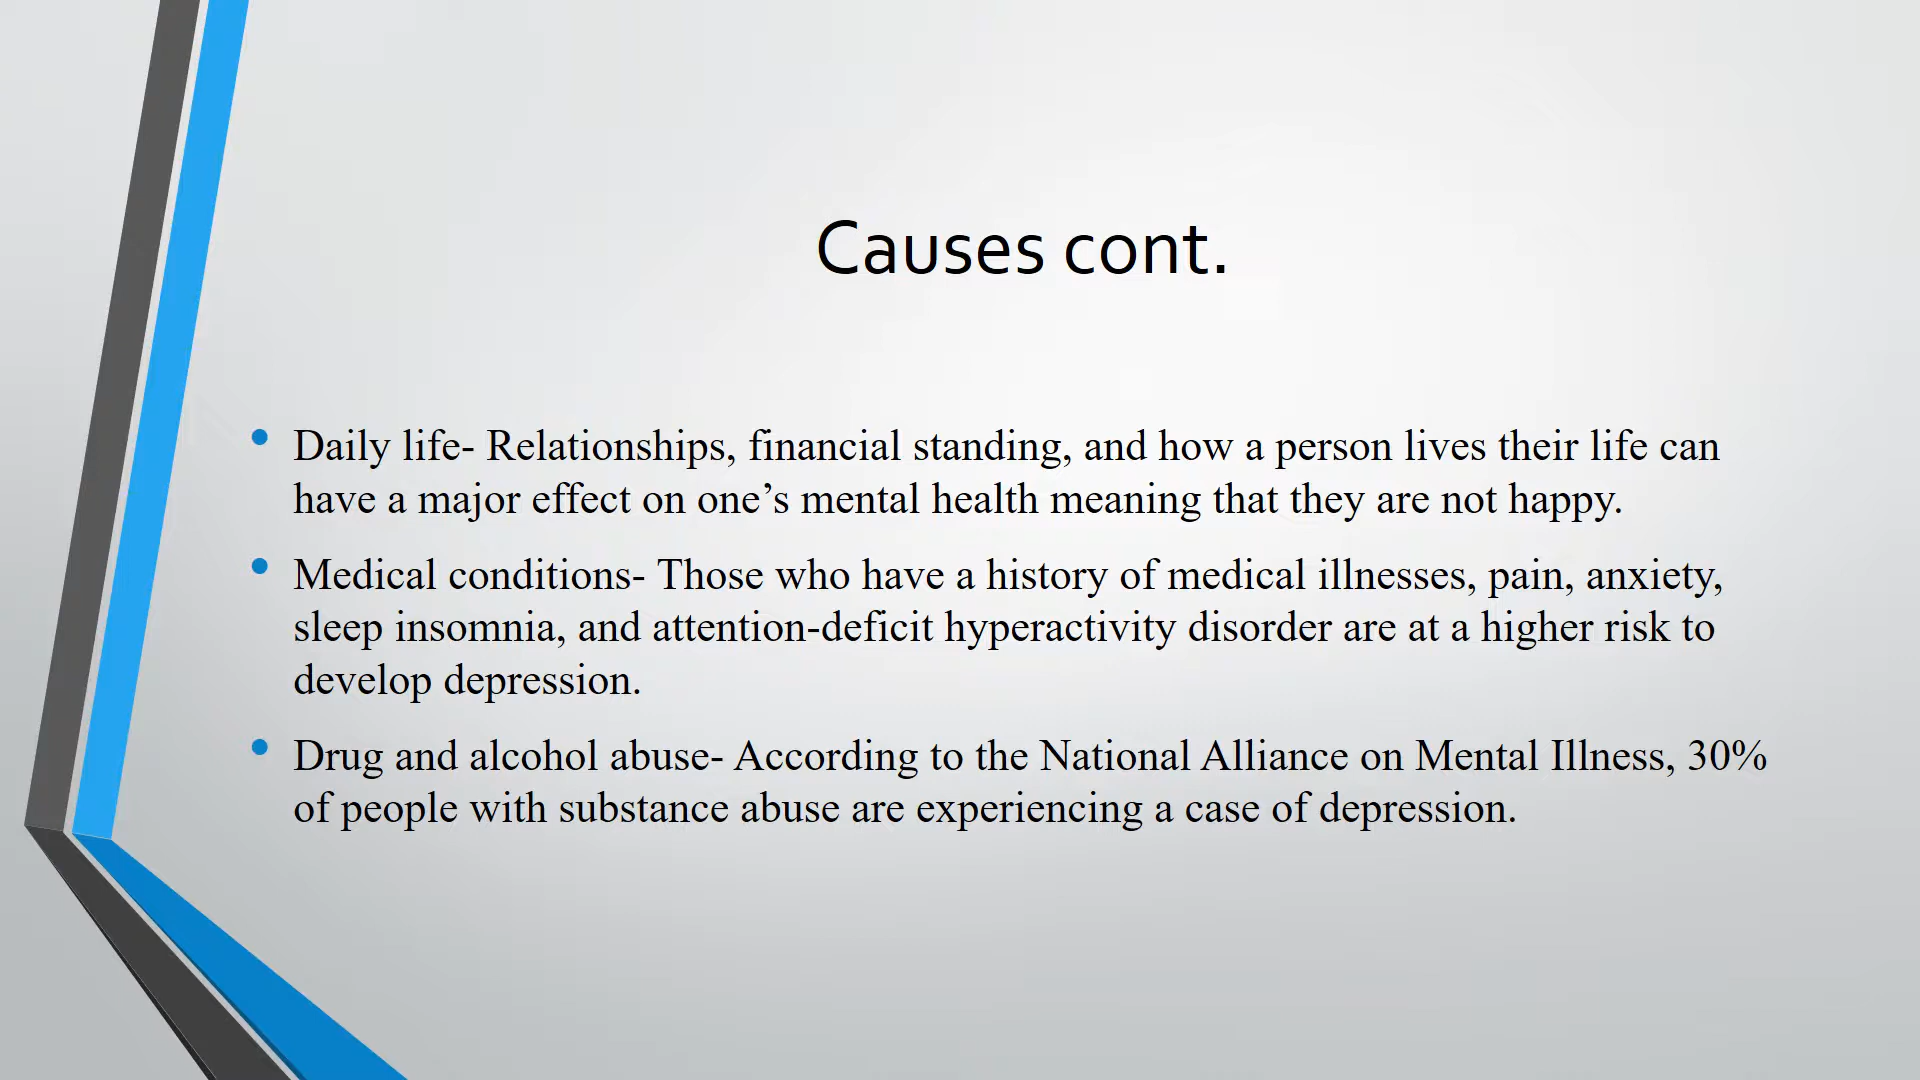 Causes cont.
Daily life- Relationships, financial standing, and how a person lives their life can
have a major effect on one’s mental health meaning that they are not happy.
Medical conditions- Those who have a history of medical illnesses, pain, anxiety,
sleep insomnia, and attention-deficit hyperactivity disorder are at a higher risk to
develop depression.
Drug and alcohol abuse- According to the National Alliance on Mental Illness, 30%
of people with substance abuse are experiencing a case of depression.